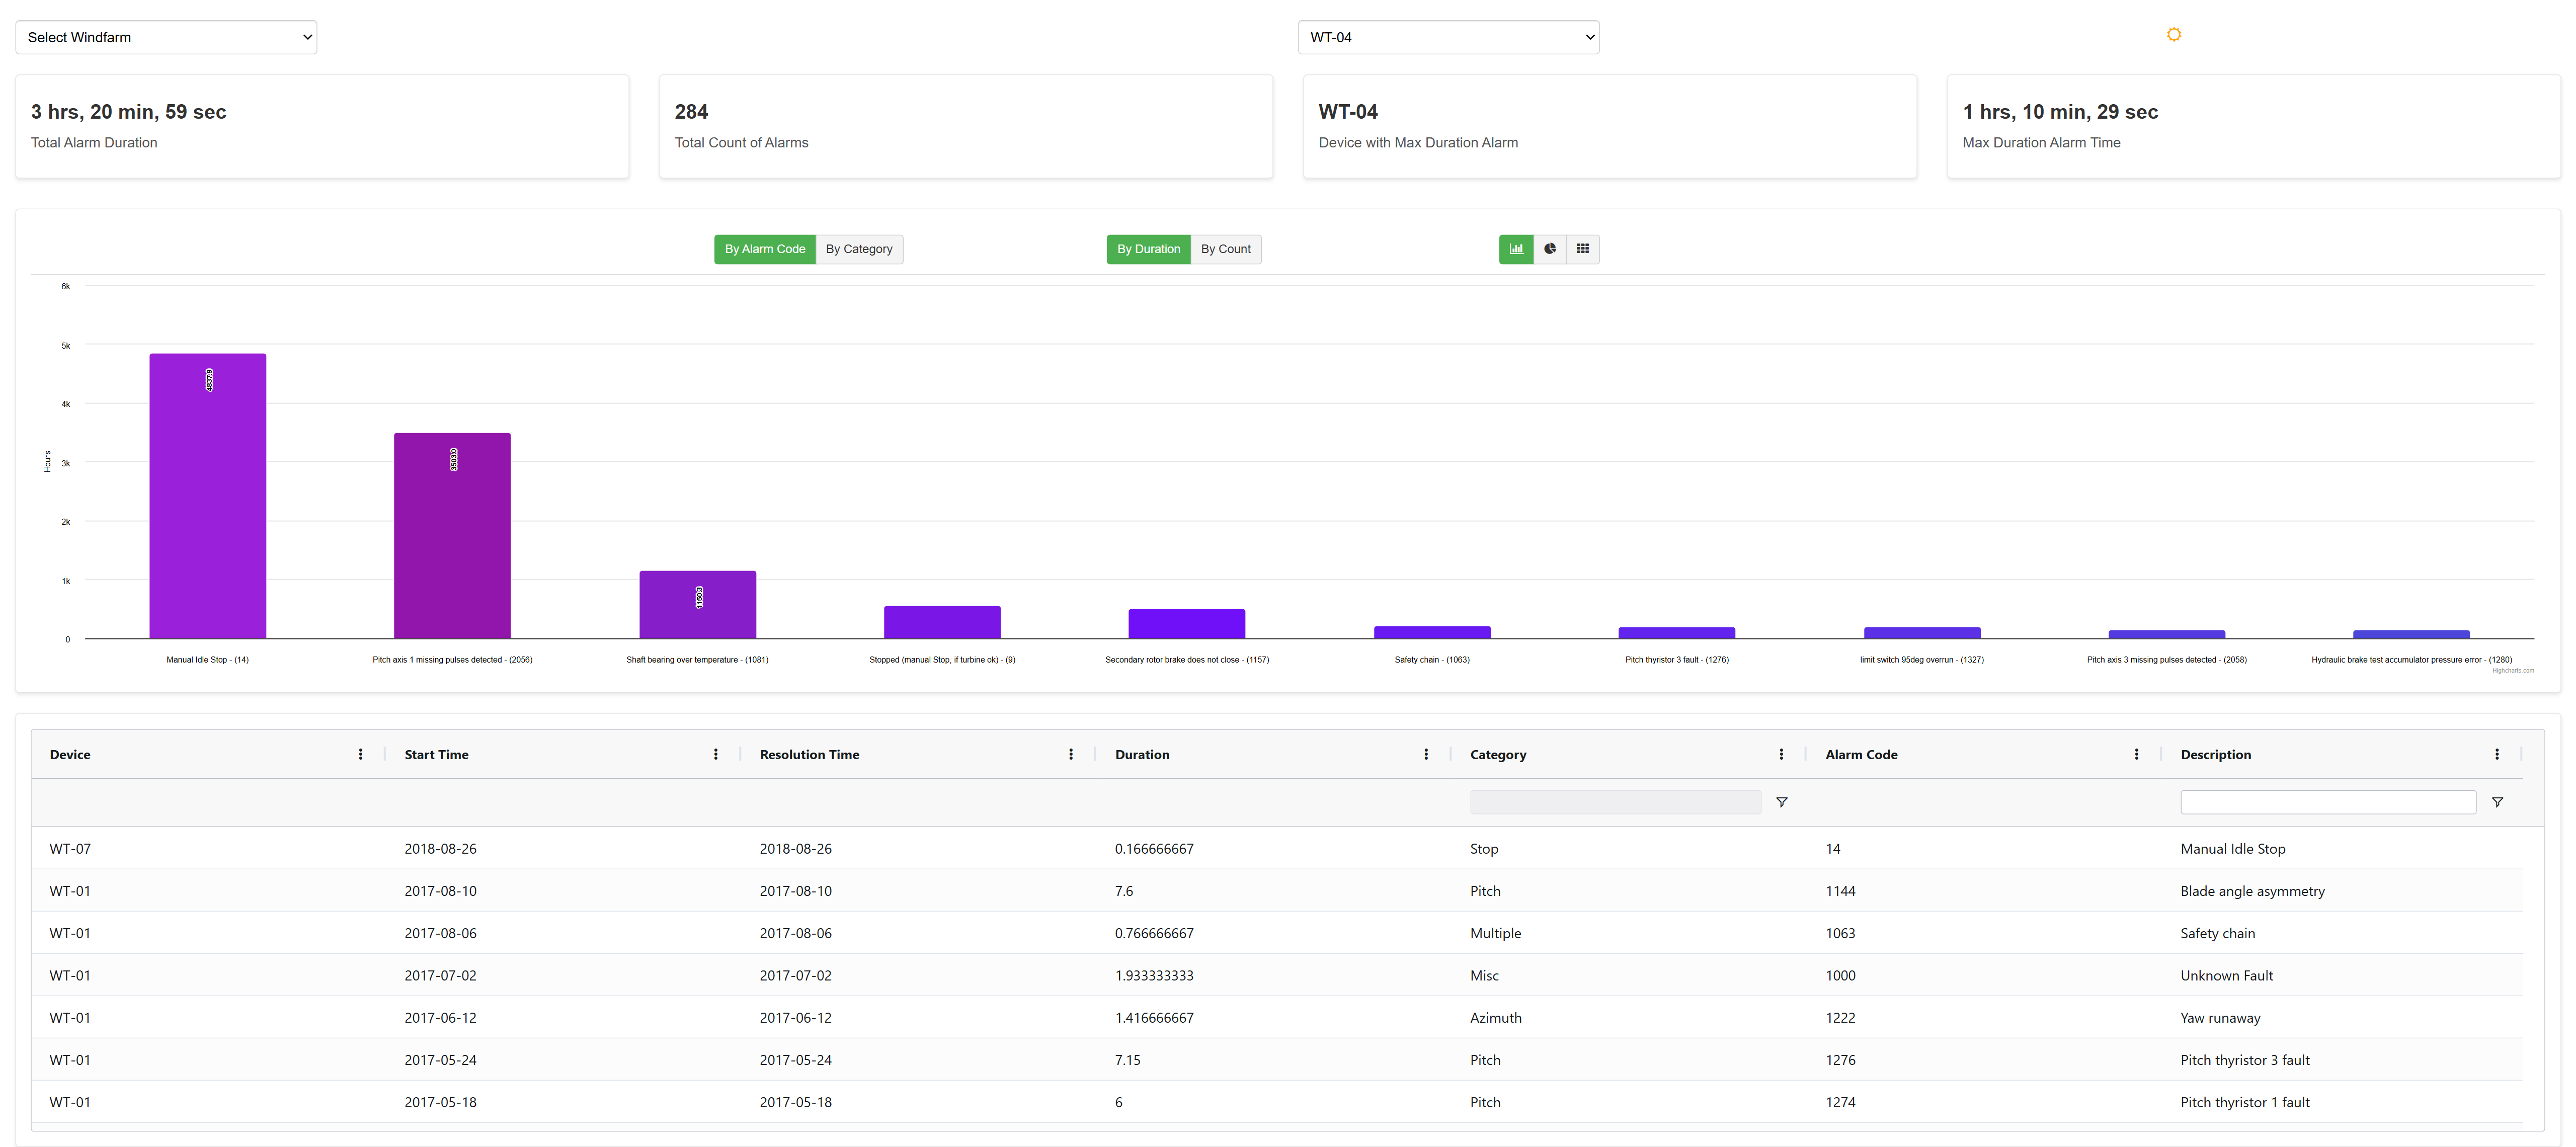 Select Windfarm
WT-04
3 hrs, 20 min, 59 sec
Total Alarm Duration
284
Total Count of Alarms
WT-04
Device with Max Duration Alarm
1 hrs, 10 min, 29 sec
Max Duration Alarm Time
By Alarm Code By Category
By Duration By Count
6k
5k
4k
3k
2k
1k
0
Hours
Manual Idle Stop - (14)
Pitch axis 1 missing pulses detected - (2056)
Shaft bearing over temperature - (1081)
Stopped (manual Stop, if turbine ok) - (9)
Secondary rotor brake does not close - (1157)
Safety chain - (1063)
Pitch thyristor 3 fault - (1276)
limit switch 95deg overrun - (1327)
Pitch axis 3 missing pulses detected - (2058)
Hydraulic brake test accumulator pressure error - (1280)
Highcharts.com
Device Start Time Resolution Time Duration Category Alarm Code Description
WT-07 2018-08-26 2018-08-26 0.166666667 Stop 14 Manual Idle Stop
WT-01 2017-08-10 2017-08-10 7.6 Pitch 1144 Blade angle asymmetry
WT-01 2017-08-06 2017-08-06 0.766666667 Multiple 1063 Safety chain
WT-01 2017-07-02 2017-07-02 1.933333333 Misc 1000 Unknown Fault
WT-01 2017-06-12 2017-06-12 1.416666667 Azimuth 1222 Yaw runaway
WT-01 2017-05-24 2017-05-24 7.15 Pitch 1276 Pitch thyristor 3 fault
WT-01 2017-05-18 2017-05-18 6 Pitch 1274 Pitch thyristor 1 fault